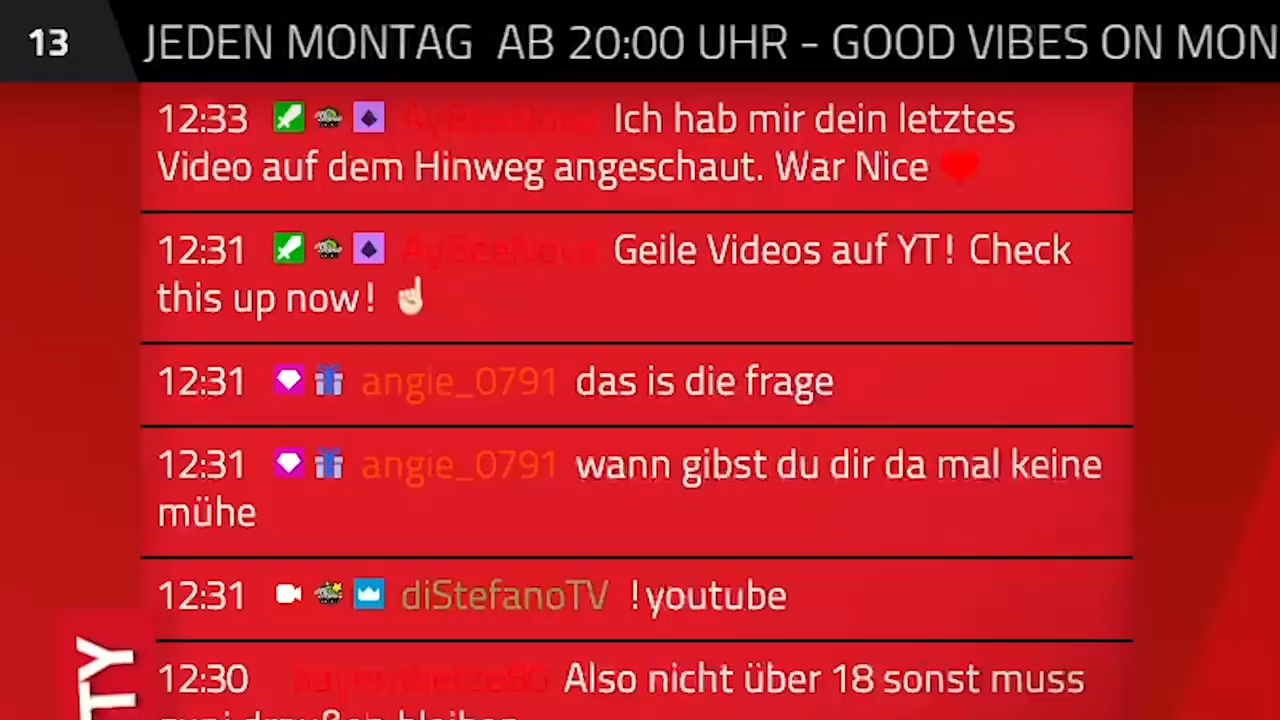 13
JEDEN MONTAG AB 20:00 UHR - GOOD VIBES ON MON
12:33 Ich hab mir dein letztes
Video auf dem Hinweg angeschaut. War Nice
12:31 Geile Videos auf YT! Check
this up now!
12:31 angie_0791 das is die frage
12:31 angie_0791 wann gibst du dir da mal keine
mühe
12:31 diStefanoTV !youtube
12:30 Also nicht über 18 sonst muss
TY